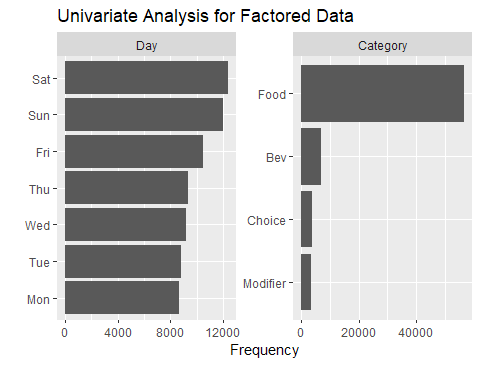 Univariate Analysis for Factored Data
Day
Category
Sat
Sun
Fri
Thu
Wed
Tue
Mon
Food
Bev
Choice
Modifier
0 4000 8000 12000
0 20000 40000
Frequency